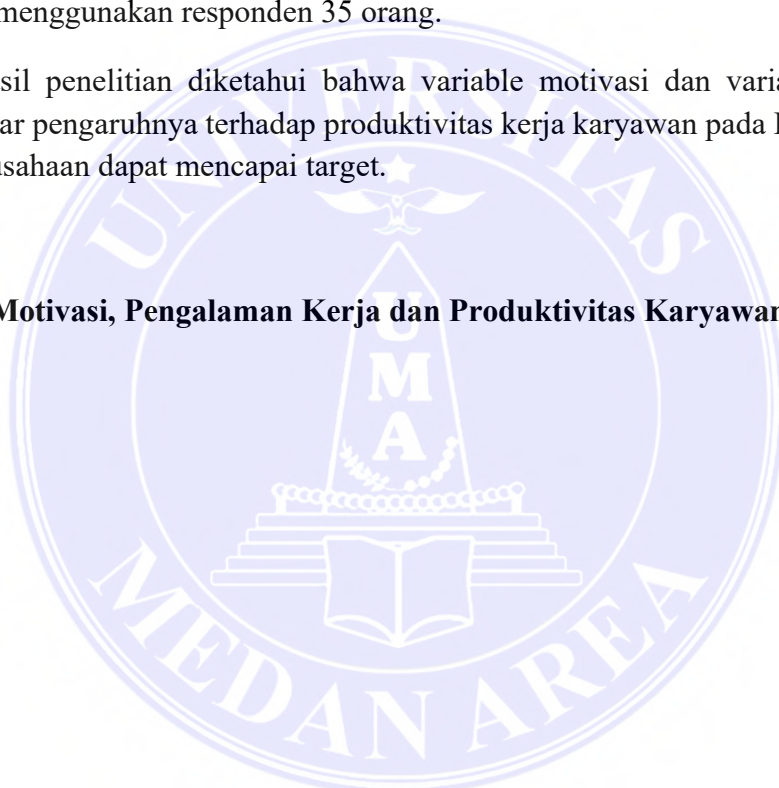 menggunakan responden 35 orang.
sil penelitian diketahui bahwa variable motivasi dan varia
ar pengaruhnya terhadap produktivitas kerja karyawan pada
usahaan dapat mencapai target.
Motivasi, Pengalaman Kerja dan Produktivitas Karyawan
UNIVERSITAS
U
M
A
MEDAN AREA